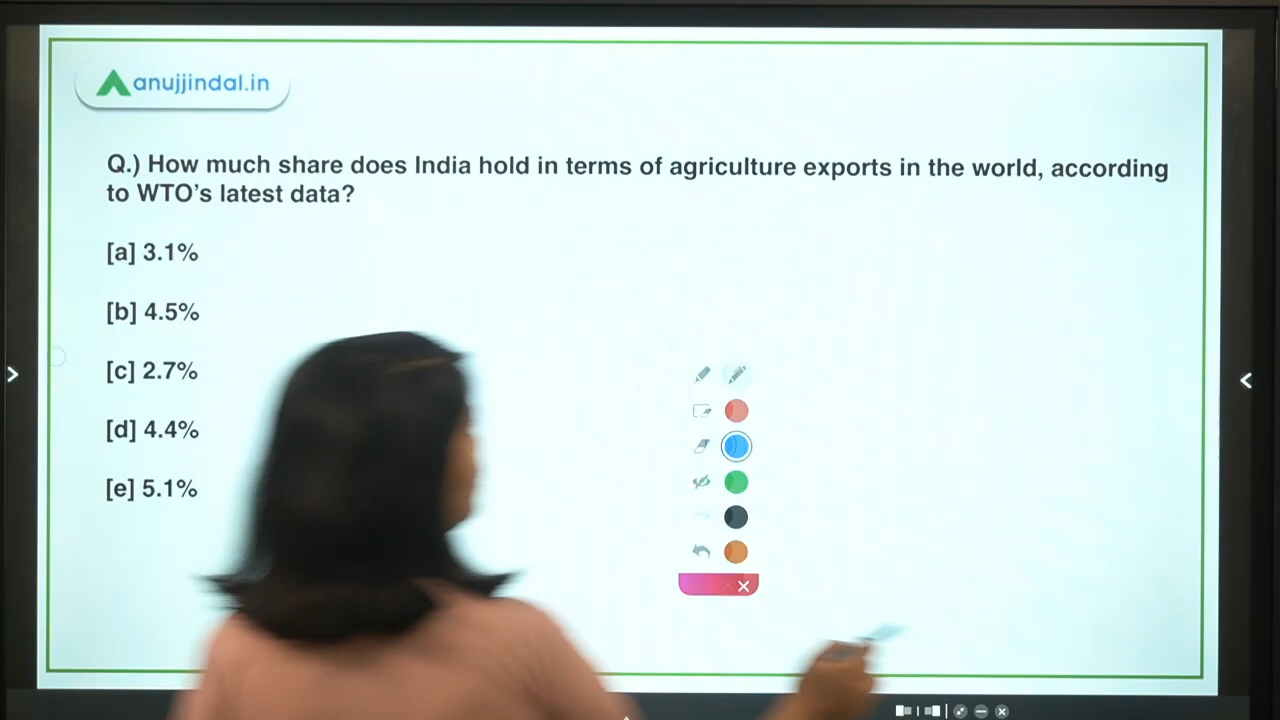 anujjindal.in
Q.) How much share does India hold in terms of agriculture exports in the world, according
to WTO’s latest data?
[a] 3.1%
[b] 4.5%
[c] 2.7%
[d] 4.4%
[e] 5.1%